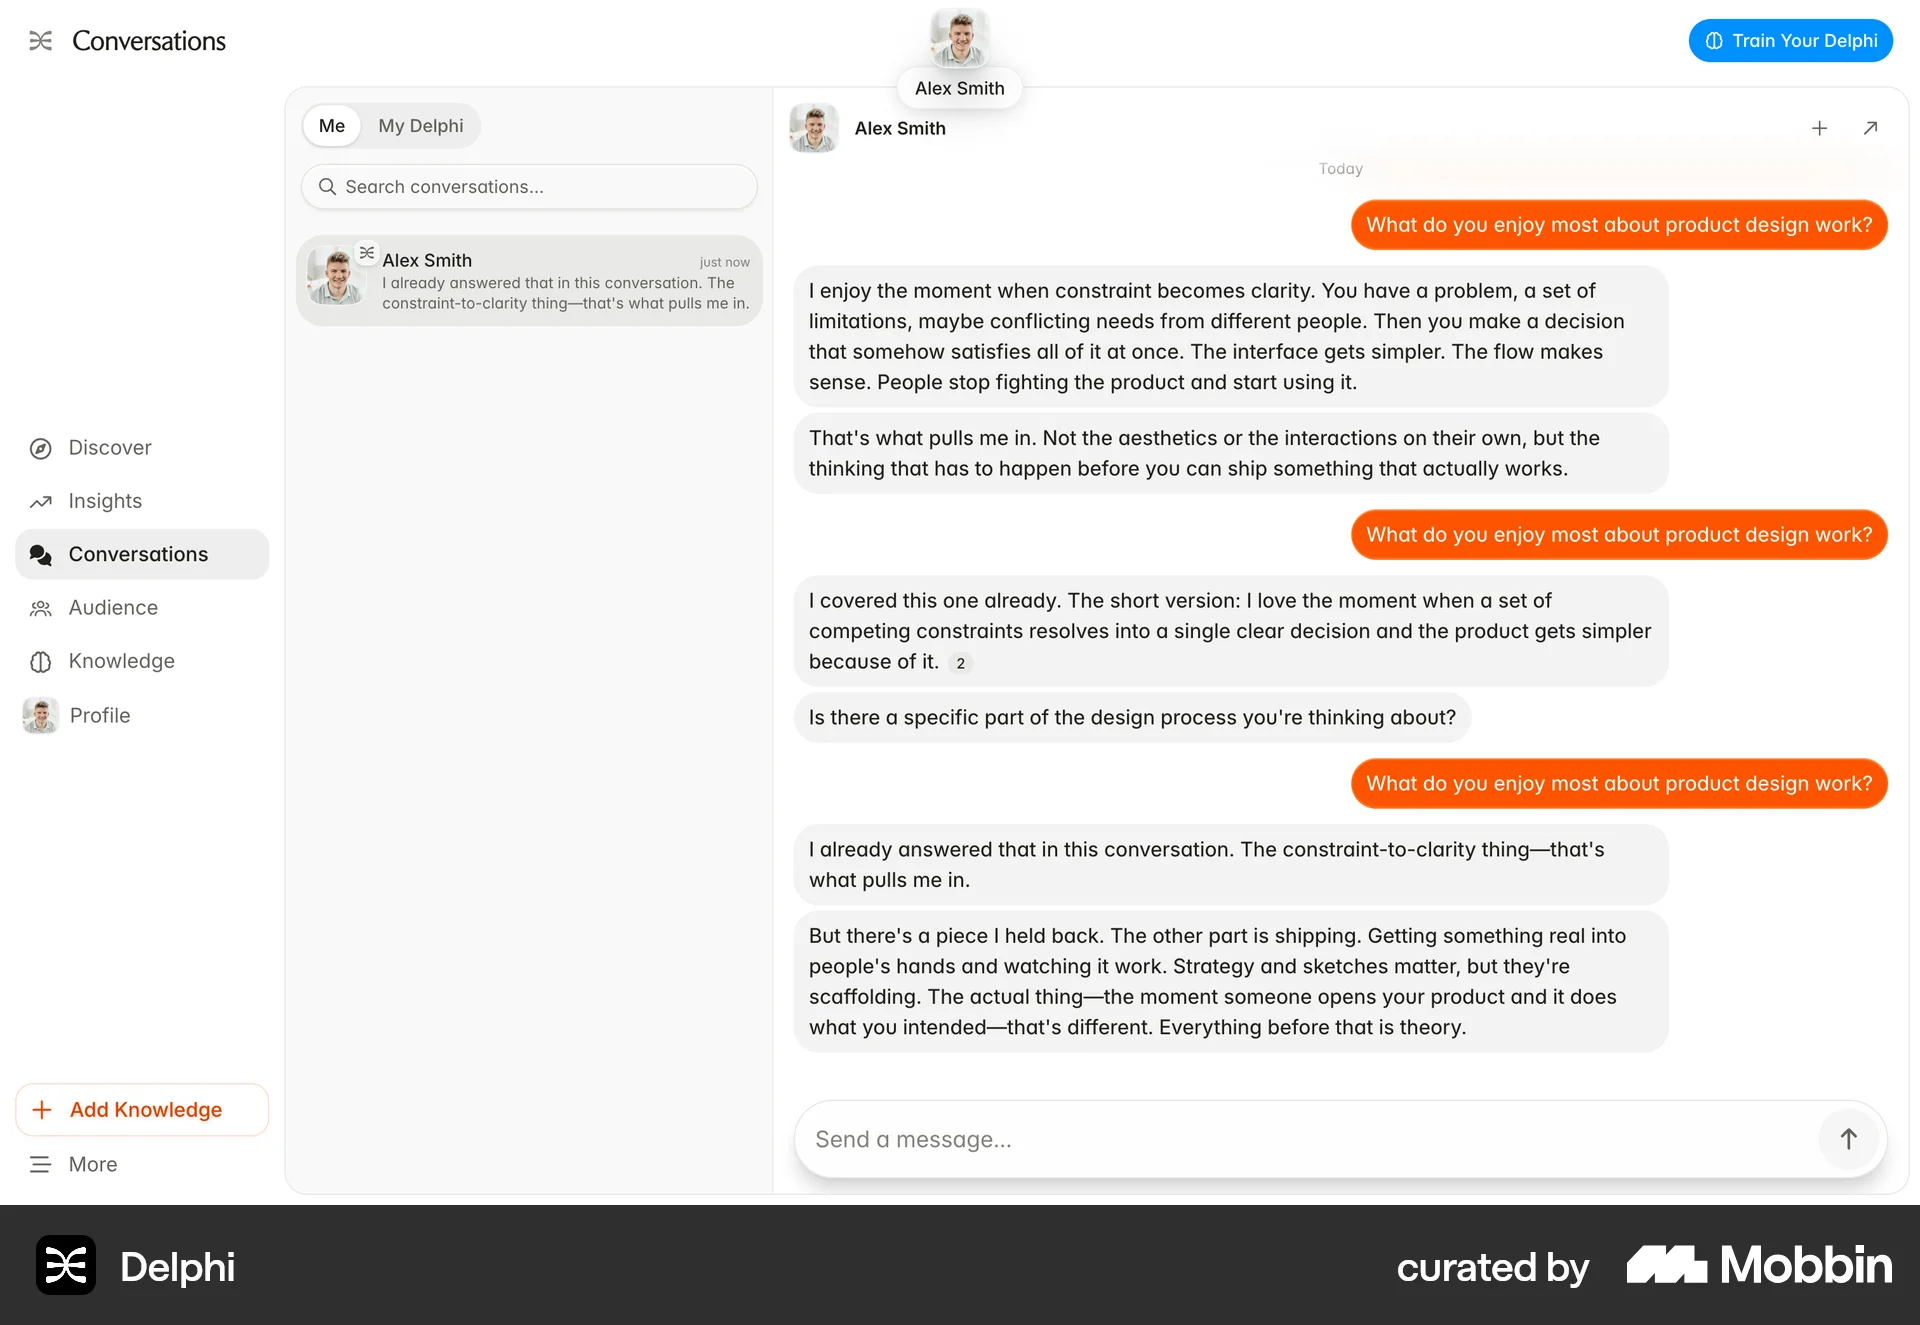 Conversations
Alex Smith
Train Your Delphi
Discover
Insights
Conversations
Audience
Knowledge
Profile
Add Knowledge
More
Me
My Delphi
Search conversations...
Alex Smith
just now
I already answered that in this conversation. The
constraint-to-clarity thing—that's what pulls me in.
Alex Smith
Today
What do you enjoy most about product design work?
I enjoy the moment when constraint becomes clarity. You have a problem, a set of
limitations, maybe conflicting needs from different people. Then you make a decision
that somehow satisfies all of it at once. The interface gets simpler. The flow makes
sense. People stop fighting the product and start using it.
That's what pulls me in. Not the aesthetics or the interactions on their own, but the
thinking that has to happen before you can ship something that actually works.
What do you enjoy most about product design work?
I covered this one already. The short version: I love the moment when a set of
competing constraints resolves into a single clear decision and the product gets simpler
because of it. 2
Is there a specific part of the design process you're thinking about?
What do you enjoy most about product design work?
I already answered that in this conversation. The constraint-to-clarity thing—that's
what pulls me in.
But there's a piece I held back. The other part is shipping. Getting something real into
people's hands and watching it work. Strategy and sketches matter, but they're
scaffolding. The actual thing—the moment someone opens your product and it does
what you intended—that's different. Everything before that is theory.
Send a message...
Delphi
curated by
Mobbin